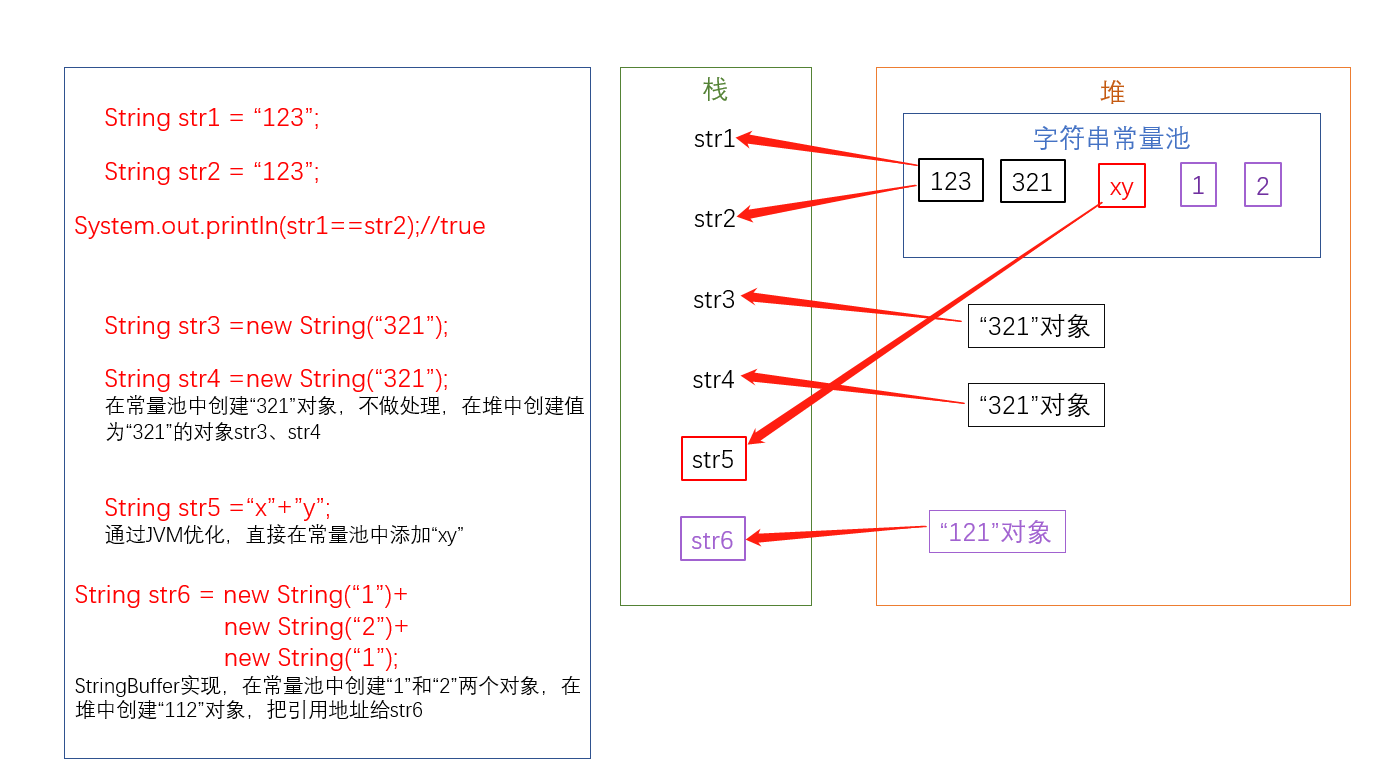 String str1 = “123”;
String str2 = “123”;
System.out.println(str1==str2);//true
String str3 =new String(“321”);
String str4 =new String(“321”);
在常量池中创建“321”对象，不做处理，在堆中创建值
为“321”的对象str3、str4
String str5 =“x”+”y”;
通过JVM优化，直接在常量池中添加“xy”
String str6 = new String(“1”)+
new String(“2”)+
new String(“1”);
StringBuffer实现，在常量池中创建“1”和“2”两个对象，在
堆中创建“112”对象，把引用地址给str6
栈
str1
str2
str3
str4
str5
str6
堆
字符串常量池
123 321 xy 1 2
“321”对象
“321”对象
“121”对象